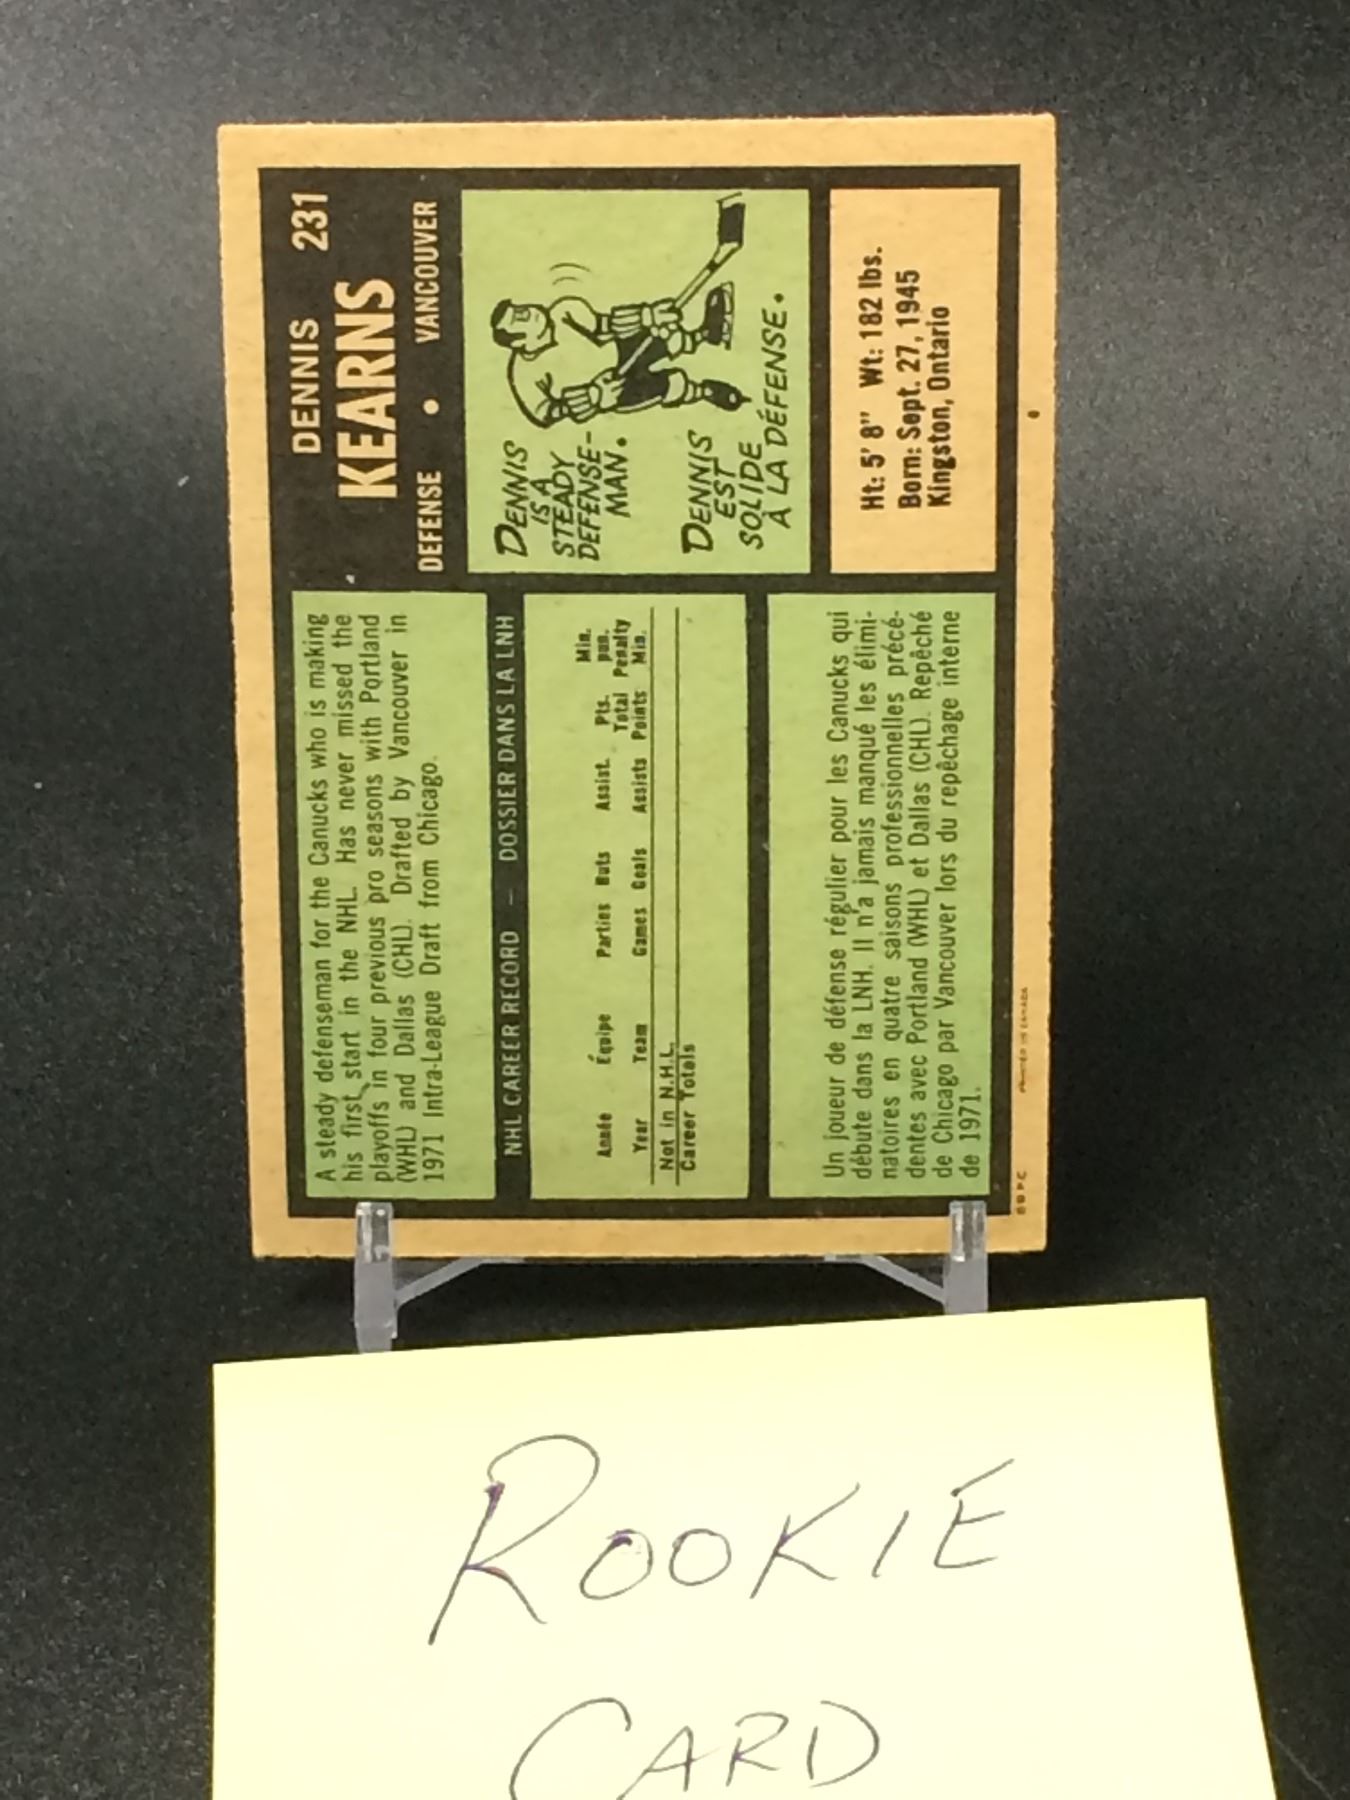 DENNIS 231
KEARNS
DEFENSE • VANCOUVER
DENNIS
IS A
STEADY
DEFENSE-
MAN.
DENNIS
EST
SOLIDE
À LA DÉFENSE.
Ht: 5' 8" Wt: 182 lbs.
Born: Sept. 27, 1945
Kingston, Ontario
A steady defenseman for the Canucks who is making
his first start in the NHL. Has never missed the
playoffs in four previous pro seasons with Portland
(WHL) and Dallas (CHL). Drafted by Vancouver in
1971 Intra-League Draft from Chicago.
NHL CAREER RECORD — DOSSIER DANS LA LNH
Année Équipe Parties Buts Assist. Pts. Min. pun.
Year Team Games Goals Assists Total Points Penalty Min.
Not in N.H.L.
Career Totals
Un joueur de défense régulier pour les Canucks qui
débute dans la LNH. Il n'a jamais manqué les élimi-
natoires en quatre saisons professionnelles précé-
dentes avec Portland (WHL) et Dallas (CHL). Repêché
de Chicago par Vancouver lors du repêchage interne
de 1971.
PRINTED IN CANADA
ROOKIE
CARD